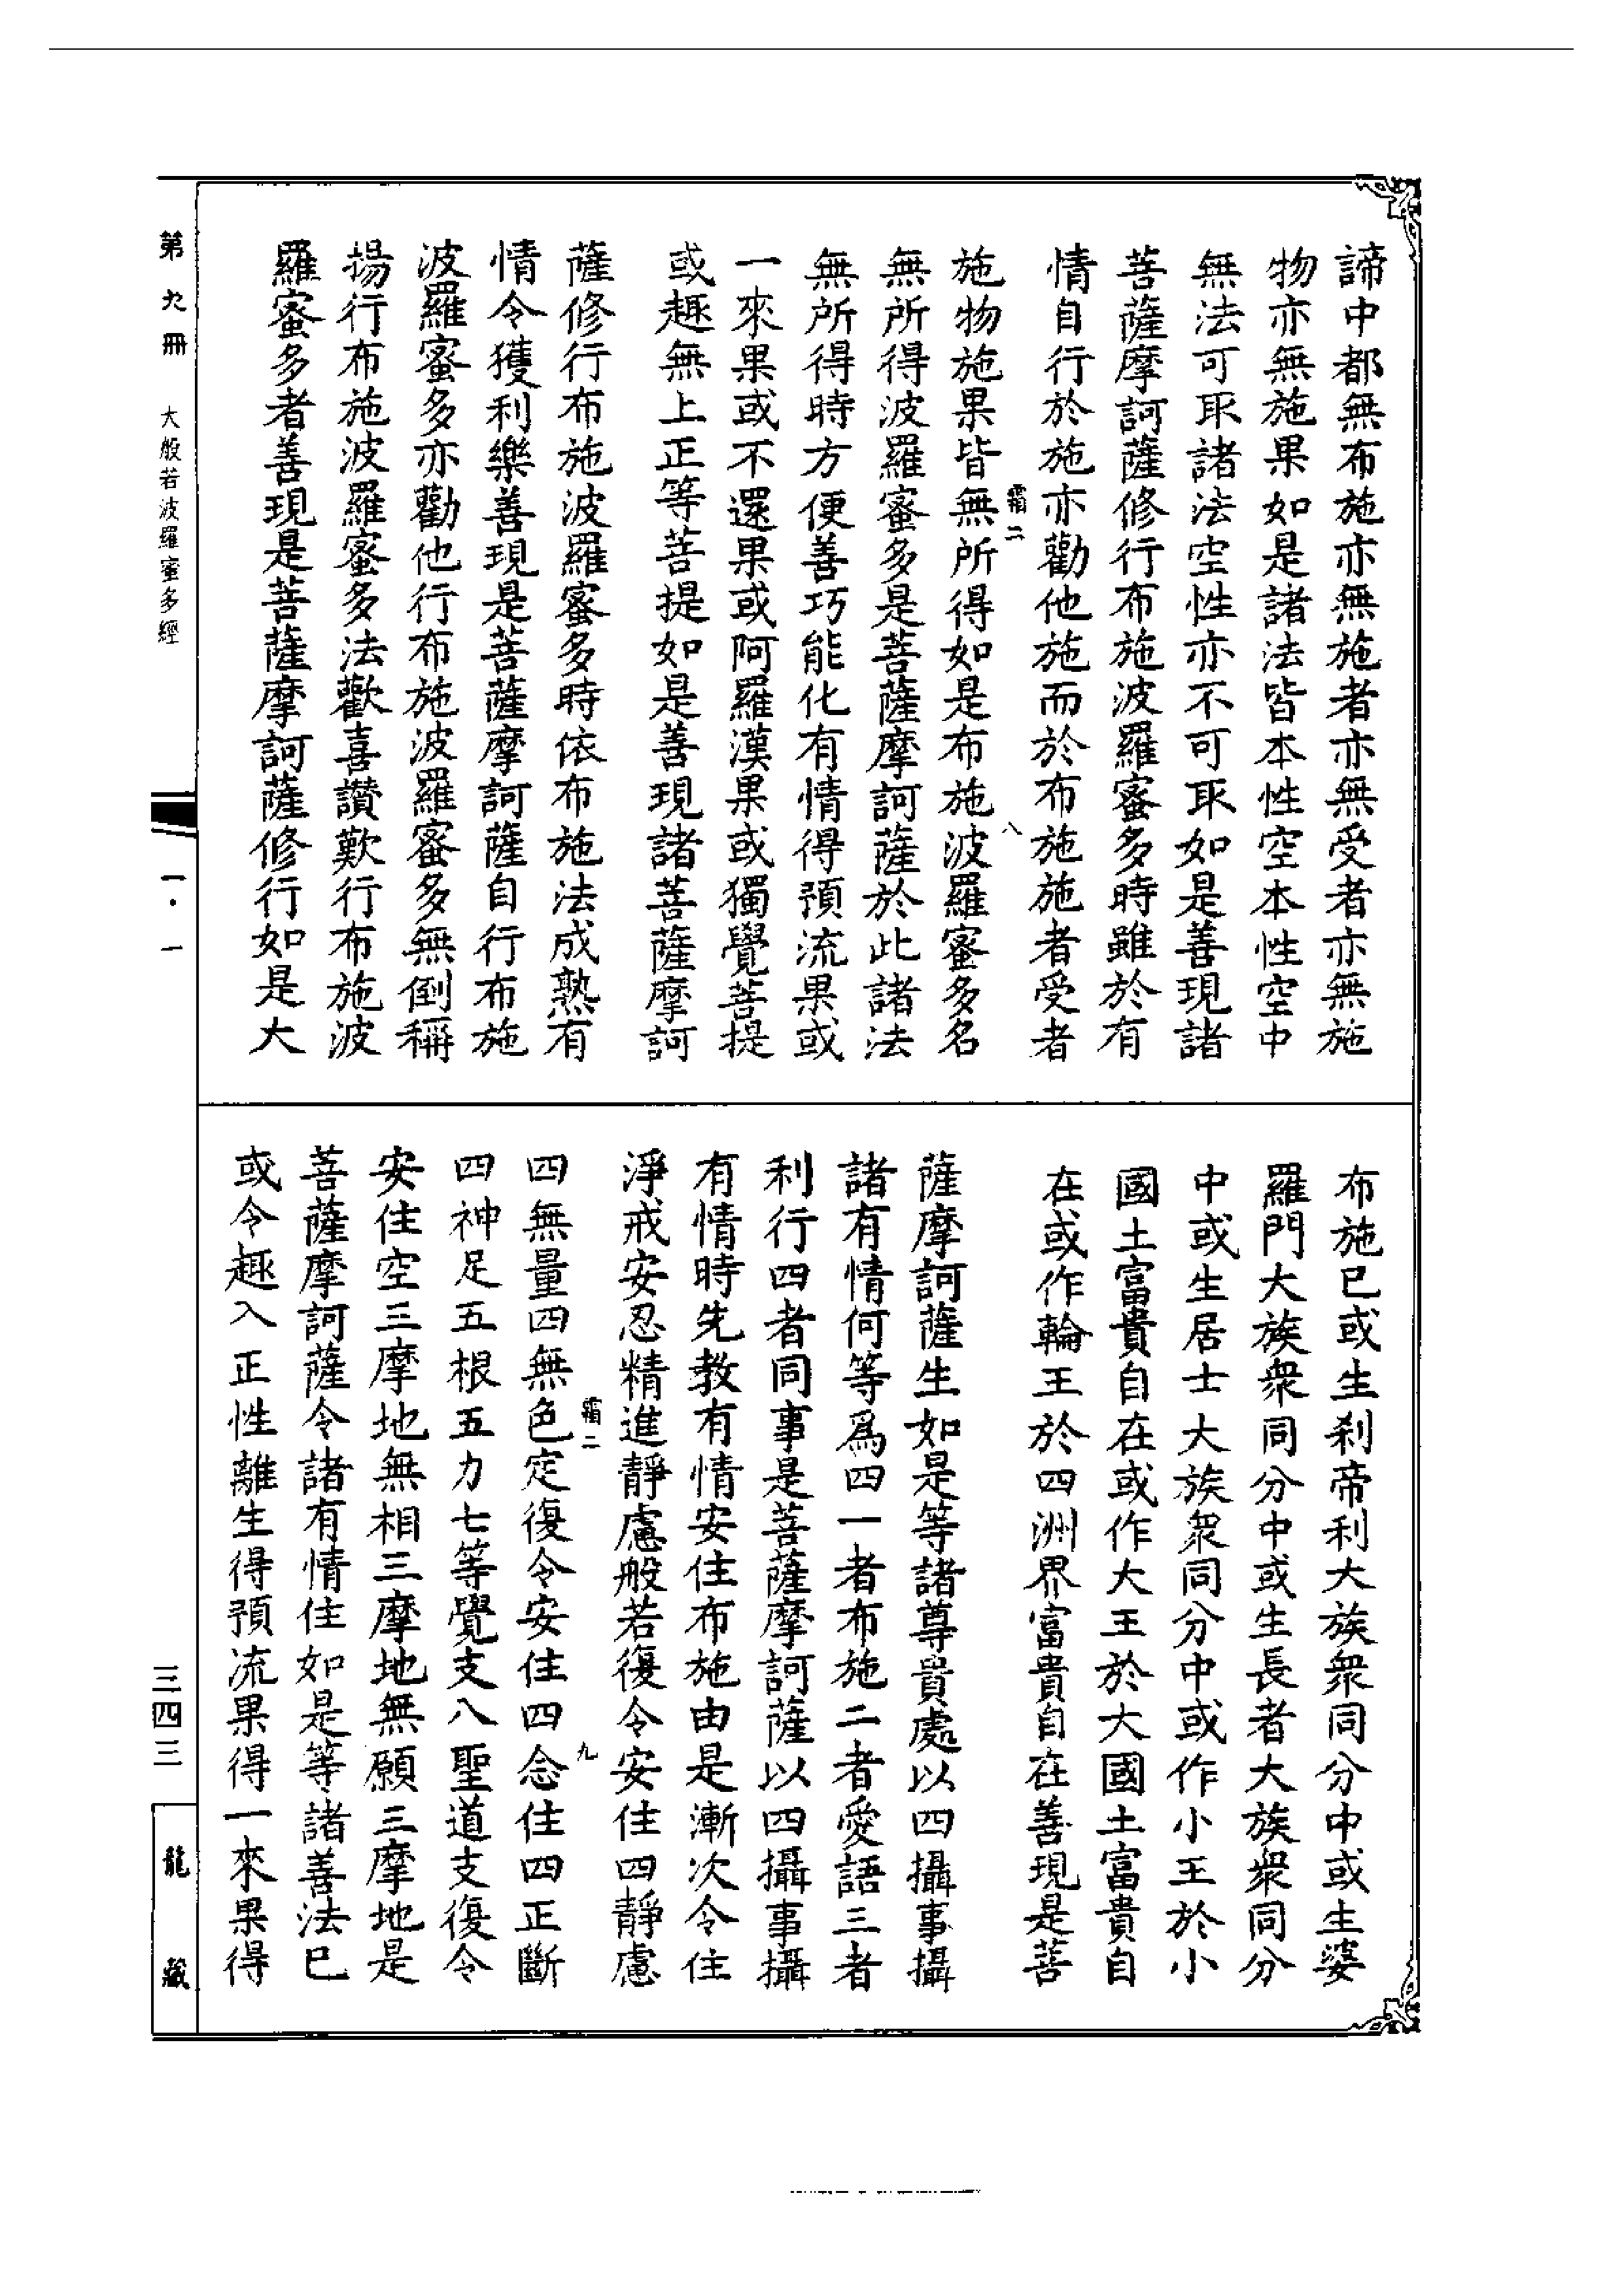 諦中都無布施亦無施者亦無受者亦無施
物亦無施果如是諸法皆本性空本性空中
無法可取諸法空性亦不可取如是善現諸
菩薩摩訶薩修行布施波羅蜜多時雖於有
情自行於施亦勸他施而於布施施者受者
霜二
八
施物施果皆無所得如是布施波羅蜜多名
無所得波羅蜜多是菩薩摩訶薩於此諸法
無所得時方便善巧能化有情得預流果或
一來果或不還果或阿羅漢果或獨覺菩提
或趣無上正等菩提如是善現諸菩薩摩訶
薩修行布施波羅蜜多時依布施法成熟有
情令獲利樂善現是菩薩摩訶薩自行布施
波羅蜜多亦勸他行布施波羅蜜多無倒稱
揚行布施波羅蜜多法歡喜讚歎行布施波
羅蜜多者善現是菩薩摩訶薩修行如是大
布施已或生刹帝利大族衆同分中或生婆
羅門大族衆同分中或生長者大族衆同分
中或生居士大族衆同分中或作小王於小
國土富貴自在或作大王於大國土富貴自
在或作輪王於四洲界富貴自在善現是菩
薩摩訶薩生如是等諸尊貴處以四攝事攝
諸有情何等爲四一者布施二者愛語三者
利行四者同事是菩薩摩訶薩以四攝事攝
有情時先教有情安住布施由是漸次令住
淨戒安忍精進靜慮般若復令安住四靜慮
霜二
九
四無量四無色定復令安住四念住四正斷
四神足五根五力七等覺支八聖道支復令
安住空三摩地無相三摩地無願三摩地是
菩薩摩訶薩令諸有情住如是等諸善法已
或令趣入正性離生得預流果得一來果得
第九冊 大般若波羅蜜多經
一·一
三四三
龍藏